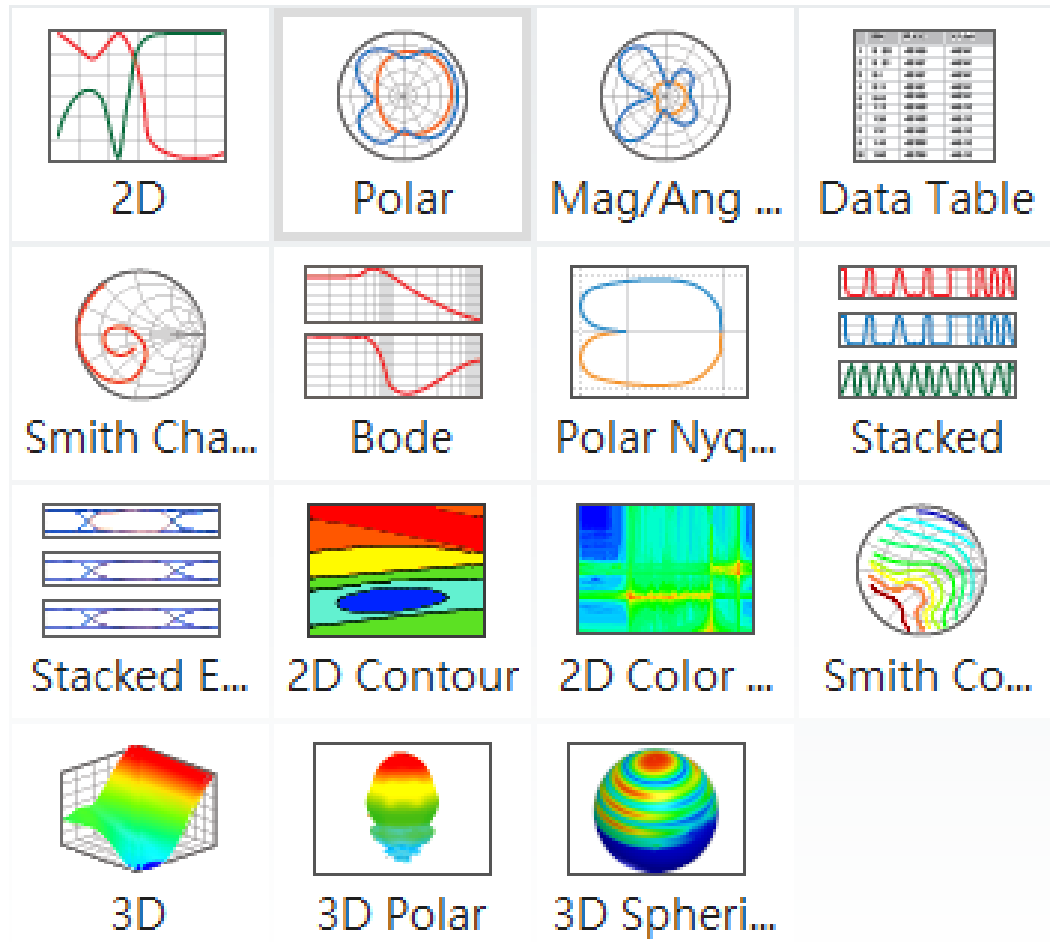 2D
Polar
Mag/Ang ...
Data Table
Smith Cha...
Bode
Polar Nyq...
Stacked
Stacked E...
2D Contour
2D Color ...
Smith Co...
3D
3D Polar
3D Spheri...